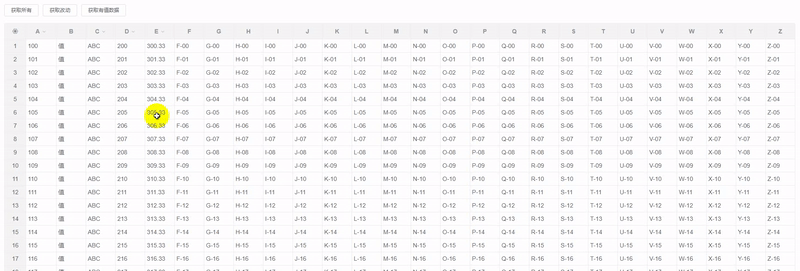 获取所有 获取改动 获取有值数据
A B C D E F G H I J K L M N O P Q R S T U V W X Y Z
1 100 值 ABC 200 300.33 F-00 G-00 H-00 I-00 J-00 K-00 L-00 M-00 N-00 O-00 P-00 Q-00 R-00 S-00 T-00 U-00 V-00 W-00 X-00 Y-00 Z-00
2 101 值 ABC 201 301.33 F-01 G-01 H-01 I-01 J-01 K-01 L-01 M-01 N-01 O-01 P-01 Q-01 R-01 S-01 T-01 U-01 V-01 W-01 X-01 Y-01 Z-01
3 102 值 ABC 202 302.33 F-02 G-02 H-02 I-02 J-02 K-02 L-02 M-02 N-02 O-02 P-02 Q-02 R-02 S-02 T-02 U-02 V-02 W-02 X-02 Y-02 Z-02
4 103 值 ABC 203 303.33 F-03 G-03 H-03 I-03 J-03 K-03 L-03 M-03 N-03 O-03 P-03 Q-03 R-03 S-03 T-03 U-03 V-03 W-03 X-03 Y-03 Z-03
5 104 值 ABC 204 304.33 F-04 G-04 H-04 I-04 J-04 K-04 L-04 M-04 N-04 O-04 P-04 Q-04 R-04 S-04 T-04 U-04 V-04 W-04 X-04 Y-04 Z-04
6 105 值 ABC 205 305.33 F-05 G-05 H-05 I-05 J-05 K-05 L-05 M-05 N-05 O-05 P-05 Q-05 R-05 S-05 T-05 U-05 V-05 W-05 X-05 Y-05 Z-05
7 106 值 ABC 206 306.33 F-06 G-06 H-06 I-06 J-06 K-06 L-06 M-06 N-06 O-06 P-06 Q-06 R-06 S-06 T-06 U-06 V-06 W-06 X-06 Y-06 Z-06
8 107 值 ABC 207 307.33 F-07 G-07 H-07 I-07 J-07 K-07 L-07 M-07 N-07 O-07 P-07 Q-07 R-07 S-07 T-07 U-07 V-07 W-07 X-07 Y-07 Z-07
9 108 值 ABC 208 308.33 F-08 G-08 H-08 I-08 J-08 K-08 L-08 M-08 N-08 O-08 P-08 Q-08 R-08 S-08 T-08 U-08 V-08 W-08 X-08 Y-08 Z-08
10 109 值 ABC 209 309.33 F-09 G-09 H-09 I-09 J-09 K-09 L-09 M-09 N-09 O-09 P-09 Q-09 R-09 S-09 T-09 U-09 V-09 W-09 X-09 Y-09 Z-09
11 110 值 ABC 210 310.33 F-10 G-10 H-10 I-10 J-10 K-10 L-10 M-10 N-10 O-10 P-10 Q-10 R-10 S-10 T-10 U-10 V-10 W-10 X-10 Y-10 Z-10
12 111 值 ABC 211 311.33 F-11 G-11 H-11 I-11 J-11 K-11 L-11 M-11 N-11 O-11 P-11 Q-11 R-11 S-11 T-11 U-11 V-11 W-11 X-11 Y-11 Z-11
13 112 值 ABC 212 312.33 F-12 G-12 H-12 I-12 J-12 K-12 L-12 M-12 N-12 O-12 P-12 Q-12 R-12 S-12 T-12 U-12 V-12 W-12 X-12 Y-12 Z-12
14 113 值 ABC 213 313.33 F-13 G-13 H-13 I-13 J-13 K-13 L-13 M-13 N-13 O-13 P-13 Q-13 R-13 S-13 T-13 U-13 V-13 W-13 X-13 Y-13 Z-13
15 114 值 ABC 214 314.33 F-14 G-14 H-14 I-14 J-14 K-14 L-14 M-14 N-14 O-14 P-14 Q-14 R-14 S-14 T-14 U-14 V-14 W-14 X-14 Y-14 Z-14
16 115 值 ABC 215 315.33 F-15 G-15 H-15 I-15 J-15 K-15 L-15 M-15 N-15 O-15 P-15 Q-15 R-15 S-15 T-15 U-15 V-15 W-15 X-15 Y-15 Z-15
17 116 值 ABC 216 316.33 F-16 G-16 H-16 I-16 J-16 K-16 L-16 M-16 N-16 O-16 P-16 Q-16 R-16 S-16 T-16 U-16 V-16 W-16 X-16 Y-16 Z-16